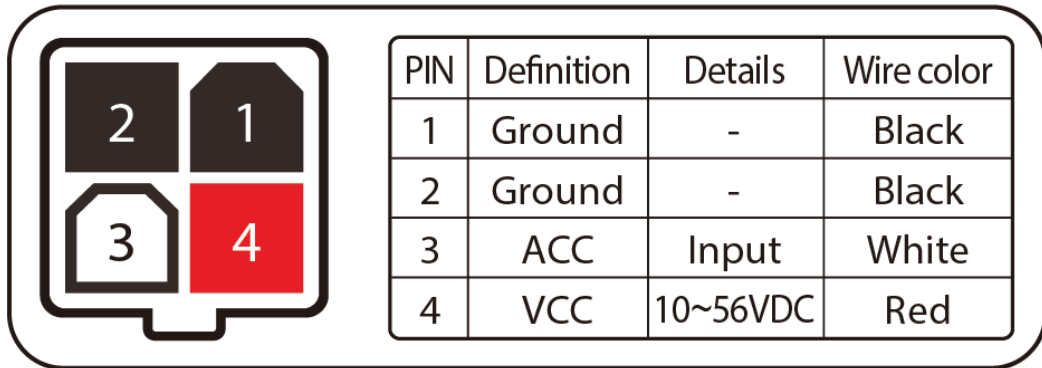 2 1
3 4
PIN Definition Details Wire color
1 Ground - Black
2 Ground - Black
3 ACC Input White
4 VCC 10~56VDC Red